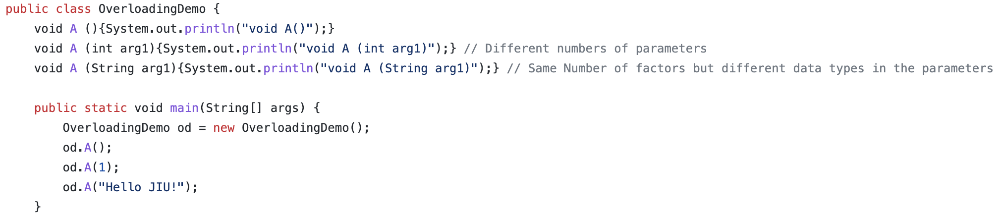 public class OverloadingDemo {
    void A (){System.out.println("void A()");}
    void A (int arg1){System.out.println("void A (int arg1)");} // Different numbers of parameters
    void A (String arg1){System.out.println("void A (String arg1)");} // Same Number of factors but different data types in the parameters

    public static void main(String[] args) {
        OverloadingDemo od = new OverloadingDemo();
        od.A();
        od.A(1);
        od.A("Hello JIU!");
    }